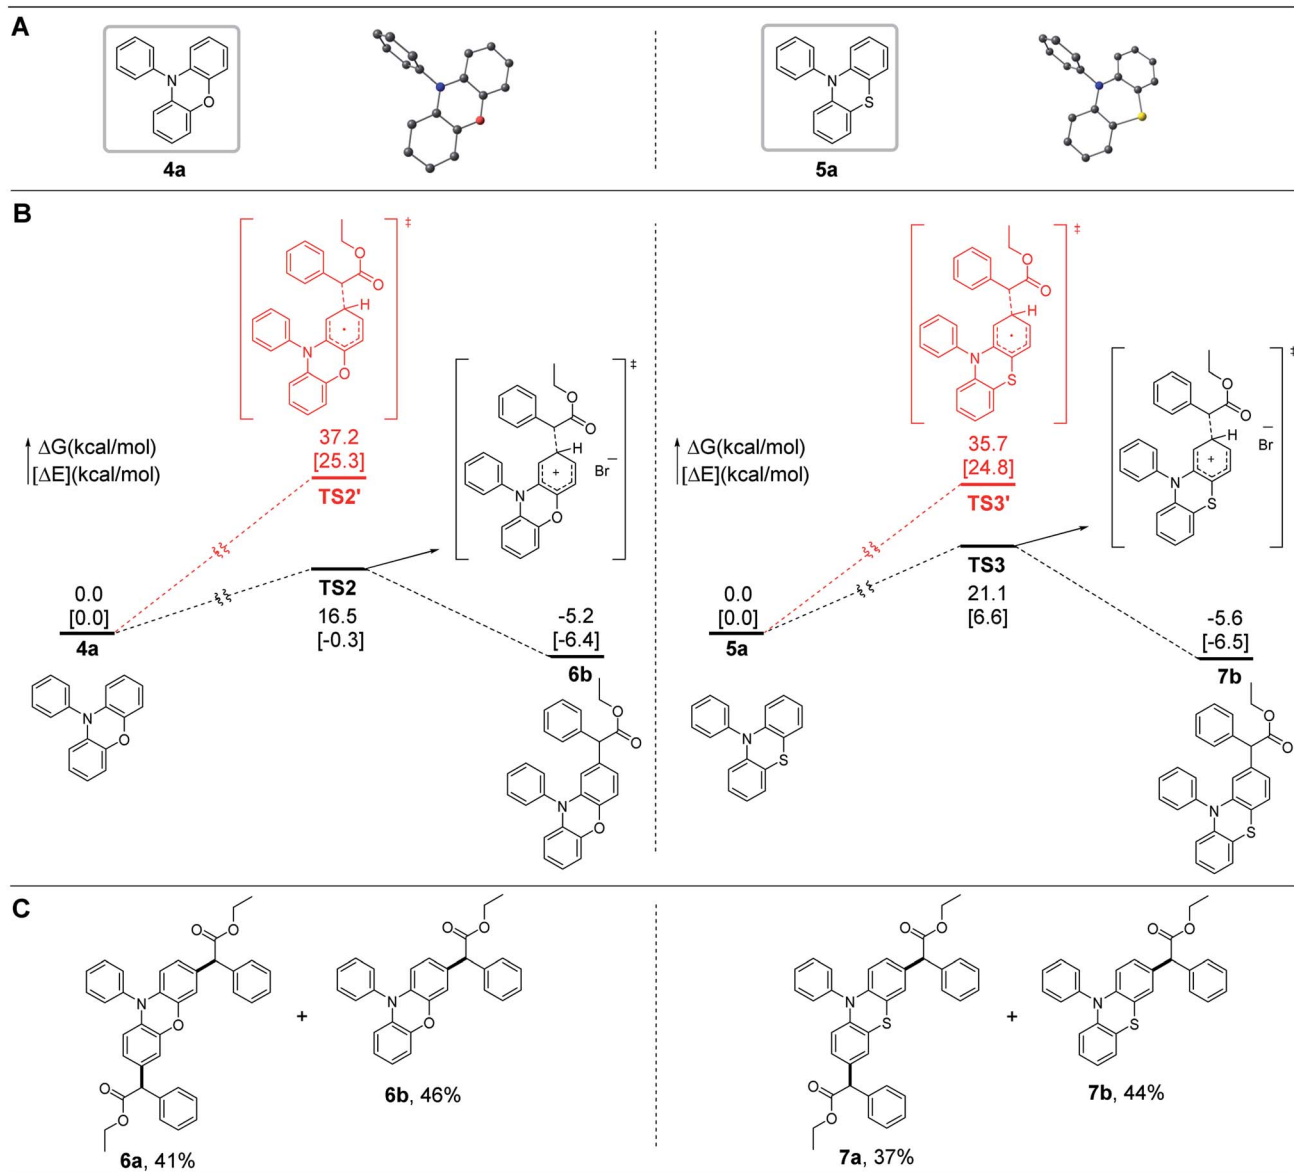 A
N
O
4a
N
S
5a
B
‡
O
O
H
N
O
37.2
[25.3]
TS2'
ΔG(kcal/mol)
[ΔE](kcal/mol)
‡
O
O
H
+
Br
–
N
O
0.0
[0.0]
4a
TS2
16.5
[-0.3]
-5.2
[-6.4]
6b
N
O
O
O
N
O
‡
O
O
H
N
S
35.7
[24.8]
TS3'
ΔG(kcal/mol)
[ΔE](kcal/mol)
‡
O
O
H
+
Br
–
N
S
0.0
[0.0]
5a
TS3
21.1
[6.6]
-5.6
[-6.5]
7b
N
S
O
O
N
S
C
O
O
N
O
O
O
6a, 41%
+
O
O
N
O
6b, 46%
O
O
N
S
O
O
7a, 37%
+
O
O
N
S
7b, 44%